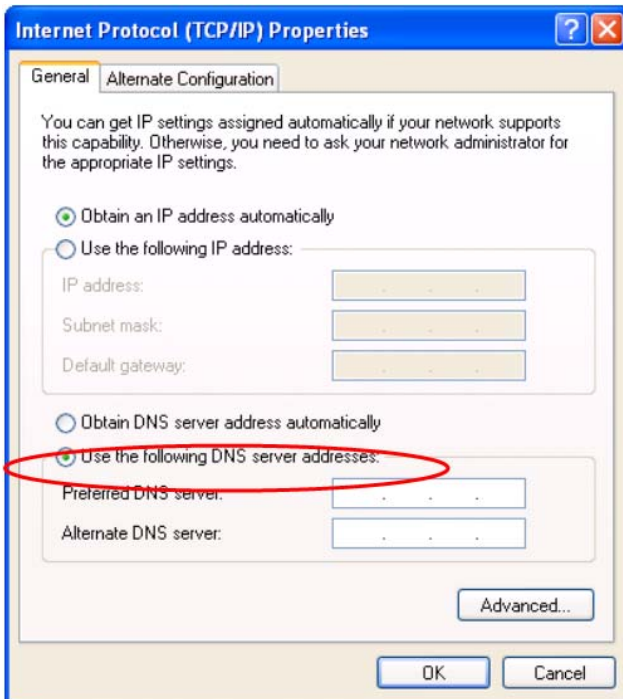 Internet Protocol (TCP/IP) Properties
General
Alternate Configuration
You can get IP settings assigned automatically if your network supports
this capability. Otherwise, you need to ask your network administrator for
the appropriate IP settings.
Obtain an IP address automatically
Use the following IP address:
IP address:
Subnet mask:
Default gateway:
Obtain DNS server address automatically
Use the following DNS server addresses:
Preferred DNS server:
Alternate DNS server:
Advanced...
OK
Cancel